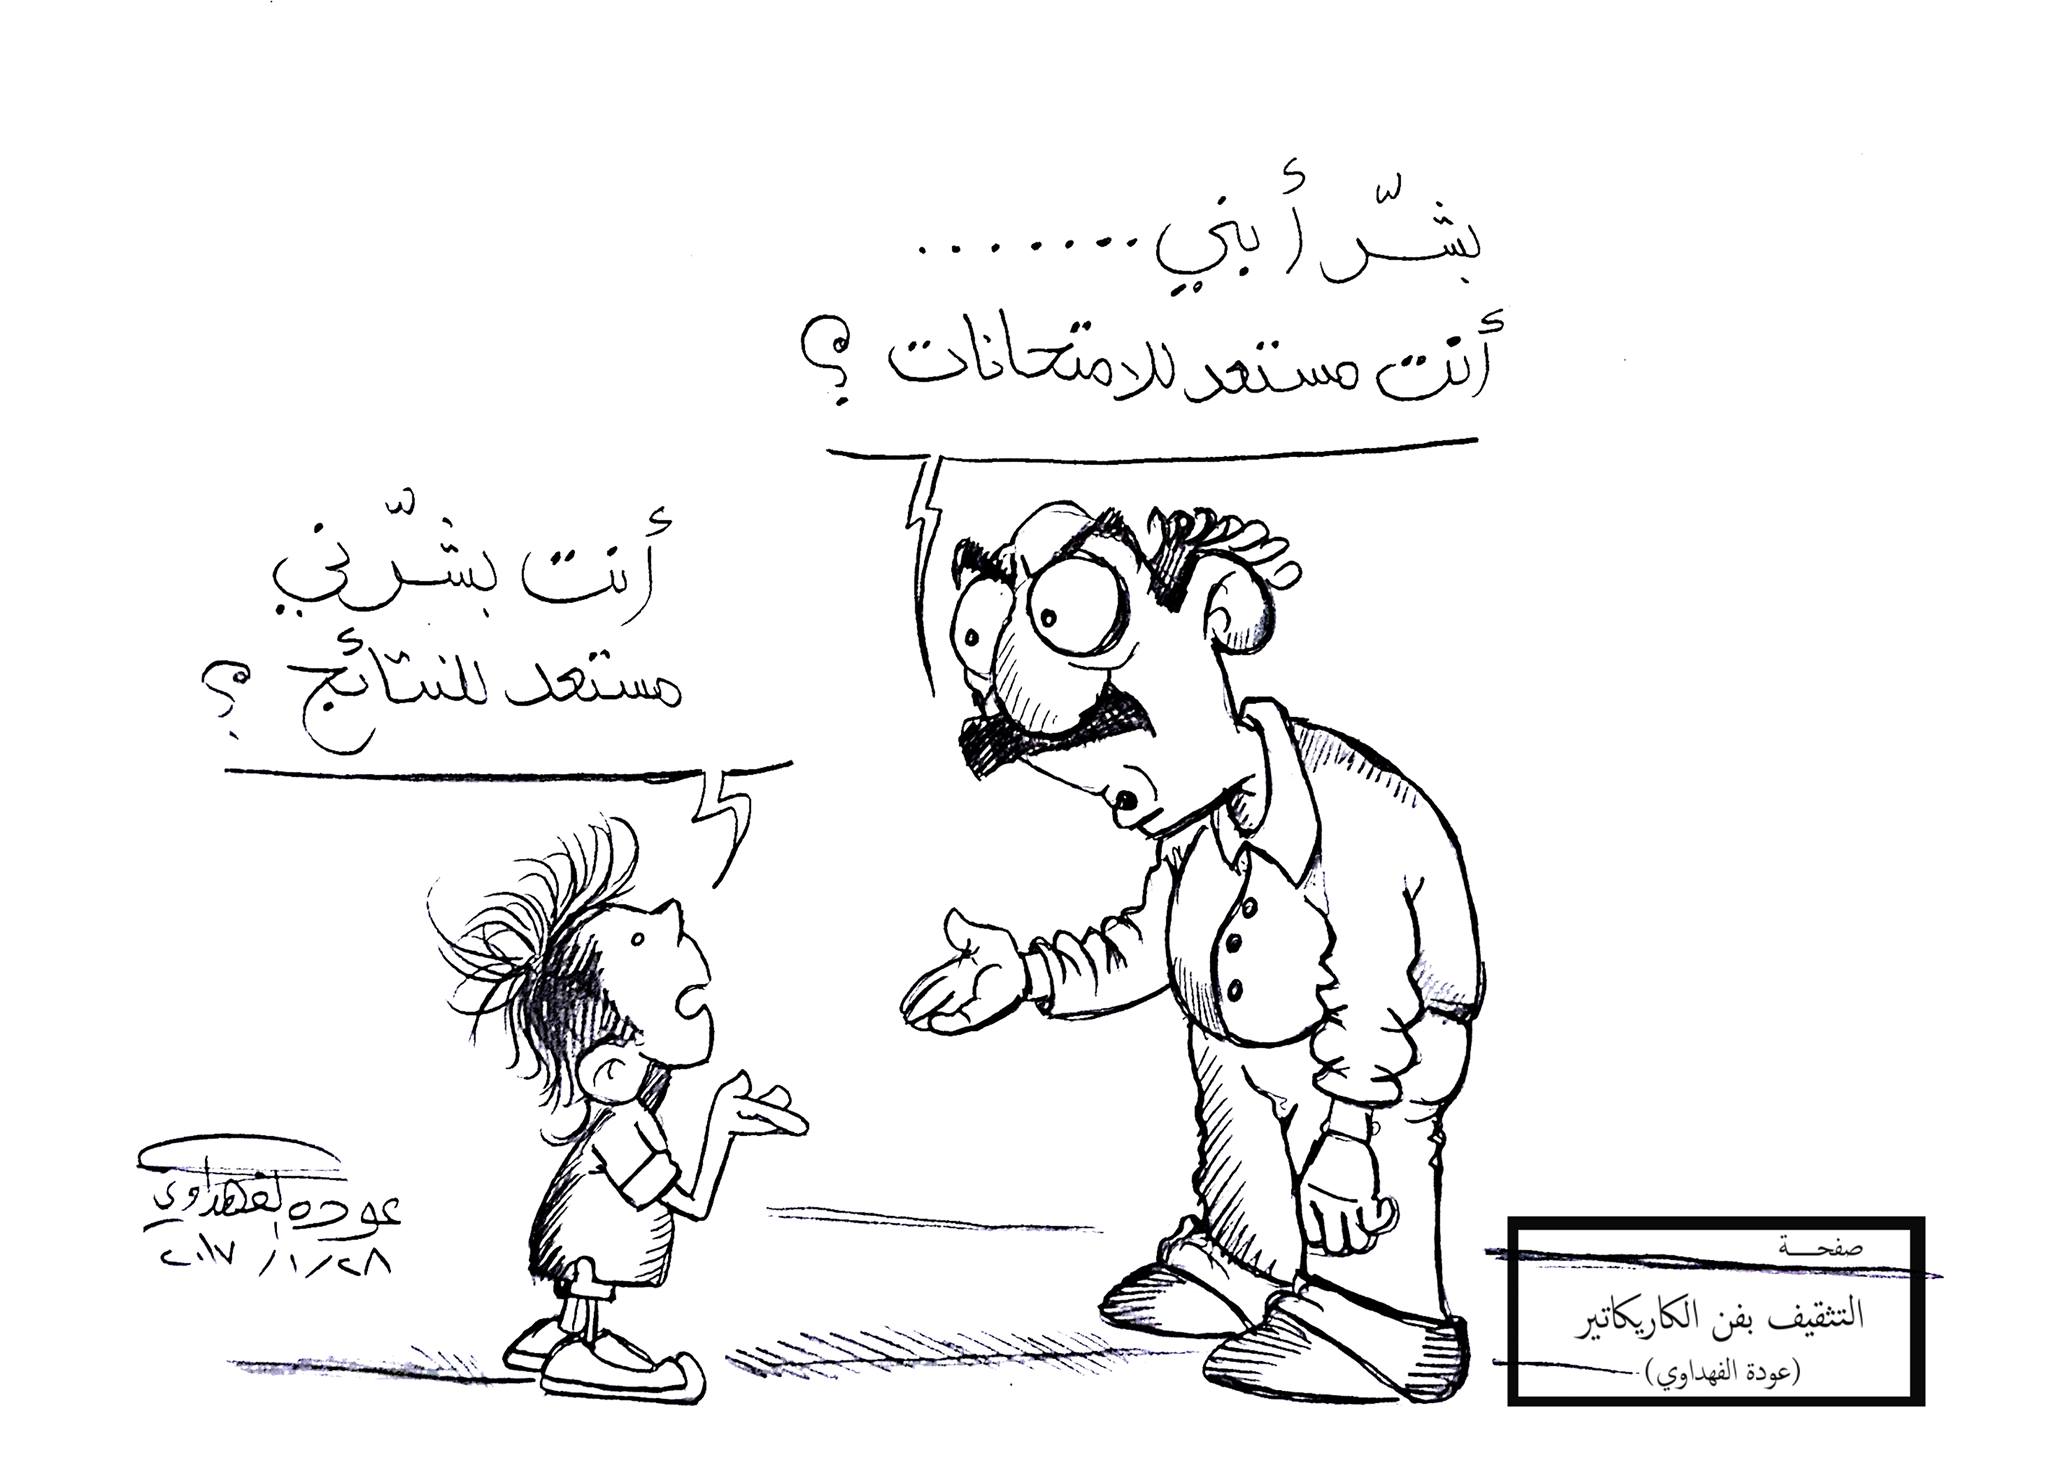 بشّر أبني ........
أنت مستعد للامتحانات ؟
أنت بشّرني
مستعد للنتائج ؟
عوده الفهداوي
٢٠١٧/١/٢٨
صفحة
التثقيف بفن الكاريكاتير
(عودة الفهداوي)